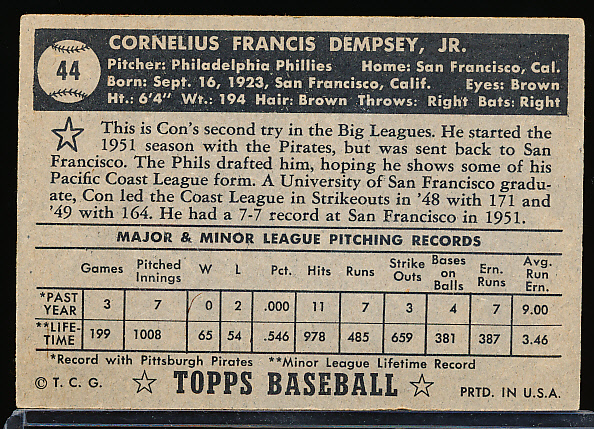 44
CORNELIUS FRANCIS DEMPSEY, JR.
Pitcher: Philadelphia Phillies Home: San Francisco, Cal.
Born: Sept. 16, 1923, San Francisco, Calif. Eyes: Brown
Ht.: 6'4" Wt.: 194 Hair: Brown Throws: Right Bats: Right
This is Con's second try in the Big Leagues. He started the
1951 season with the Pirates, but was sent back to San
Francisco. The Phils drafted him, hoping he shows some of his
Pacific Coast League form. A University of San Francisco gradu-
ate, Con led the Coast League in Strikeouts in '48 with 171 and
'49 with 164. He had a 7-7 record at San Francisco in 1951.
MAJOR & MINOR LEAGUE PITCHING RECORDS
Games Pitched Innings W L Pct. Hits Runs Strike Outs Bases on Balls Ern. Runs Avg. Run Ern.
*PAST YEAR 3 7 0 2 .000 11 7 3 4 7 9.00
**LIFE-TIME 199 1008 65 54 .546 978 485 659 381 387 3.46
*Record with Pittsburgh Pirates **Minor League Lifetime Record
© T. C. G. TOPPS BASEBALL PRTD. IN U.S.A.